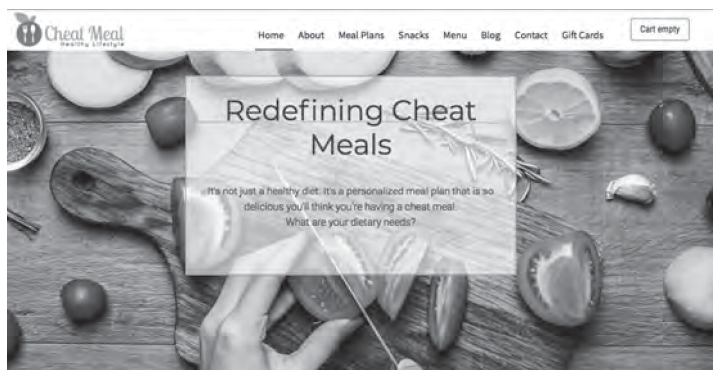 Cheat Meal
Healthy Lifestyle
Home About Meal Plans Snacks Menu Blog Contact Gift Cards Cart empty
Redefining Cheat
Meals
It's not just a healthy diet. It's a personalized meal plan that is so
delicious you'll think you're having a cheat meal.
What are your dietary needs?